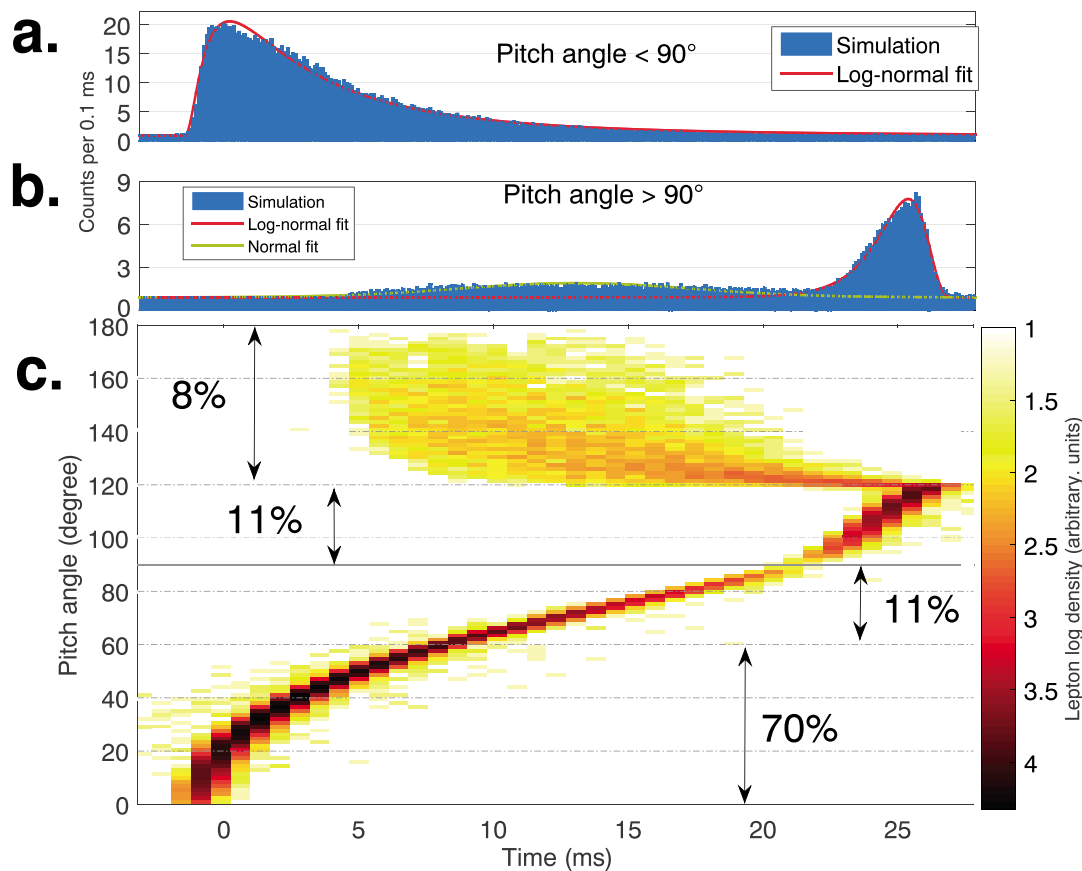 a.
20
15
10
5
0
Pitch angle < 90°
Simulation
Log-normal fit
Counts per 0.1 ms
b.
9
6
3
0
Pitch angle > 90°
Simulation
Log-normal fit
Normal fit
c.
180
160
140
120
100
80
60
40
20
0
Pitch angle (degree)
8%
11%
11%
70%
0
5
10
15
20
25
Time (ms)
1
1.5
2
2.5
3
3.5
4
Lepton log density (arbitrary, units)